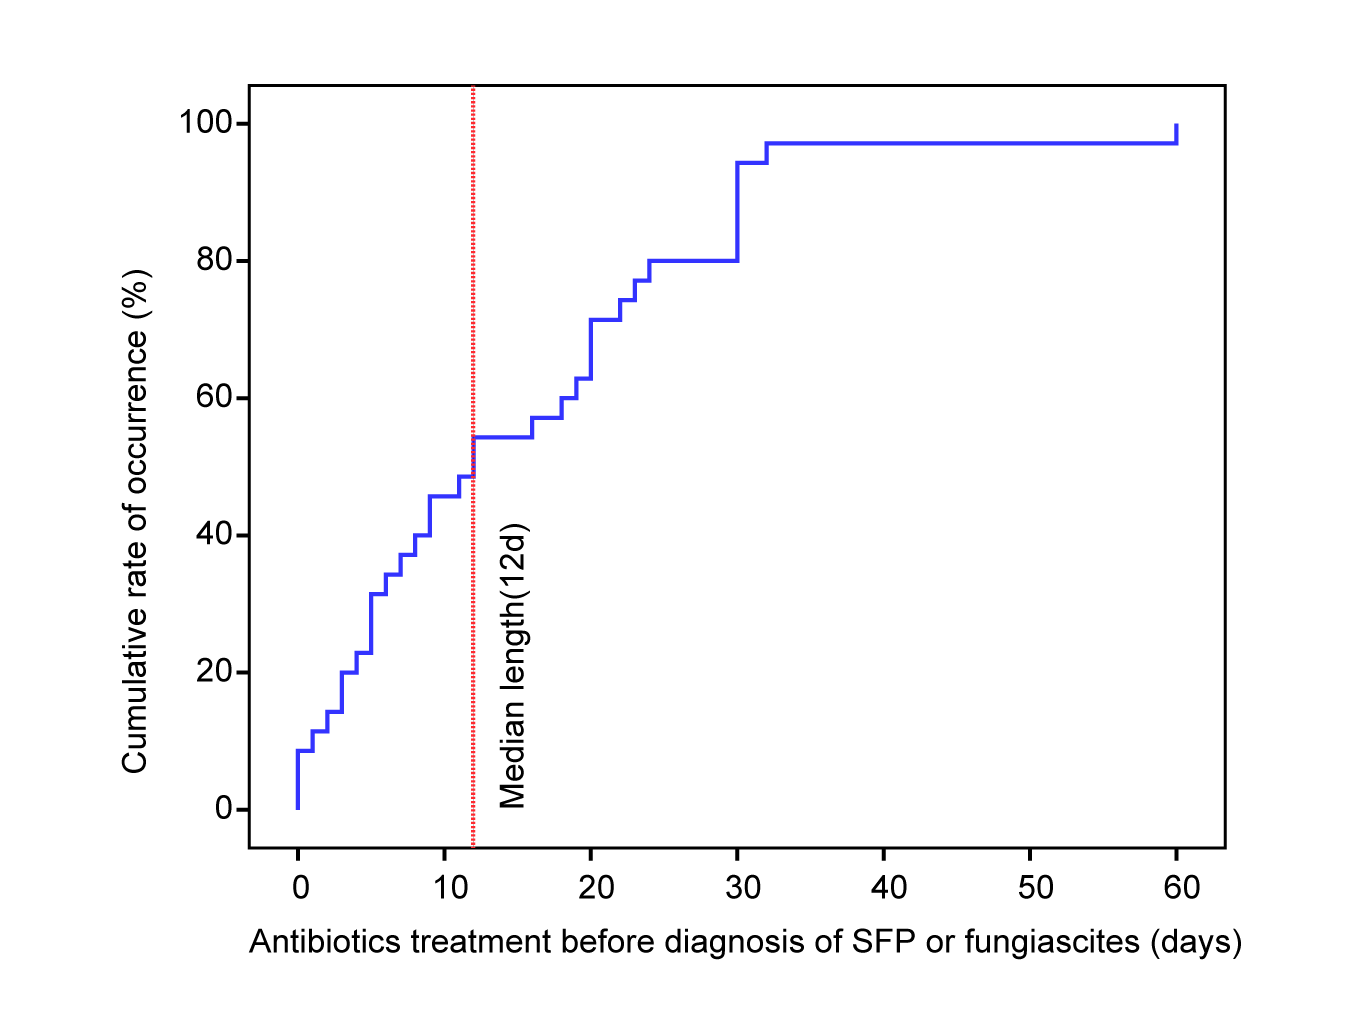 100
80
60
40
20
0
Cumulative rate of occurrence (%)
Median length(12d)
0 10 20 30 40 50 60
Antibiotics treatment before diagnosis of SFP or fungiascites (days)